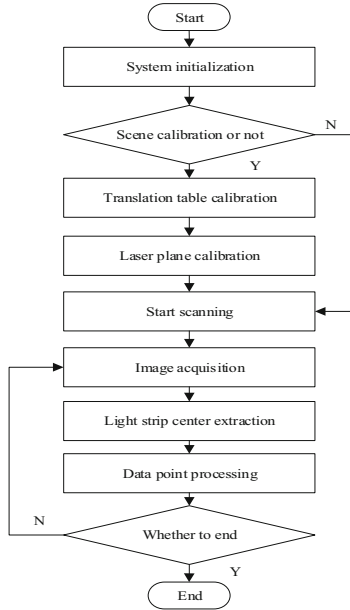 Start
System initialization
Scene calibration or not
N
Y
Translation table calibration
Laser plane calibration
Start scanning
Image acquisition
Light strip center extraction
Data point processing
N
Whether to end
Y
End